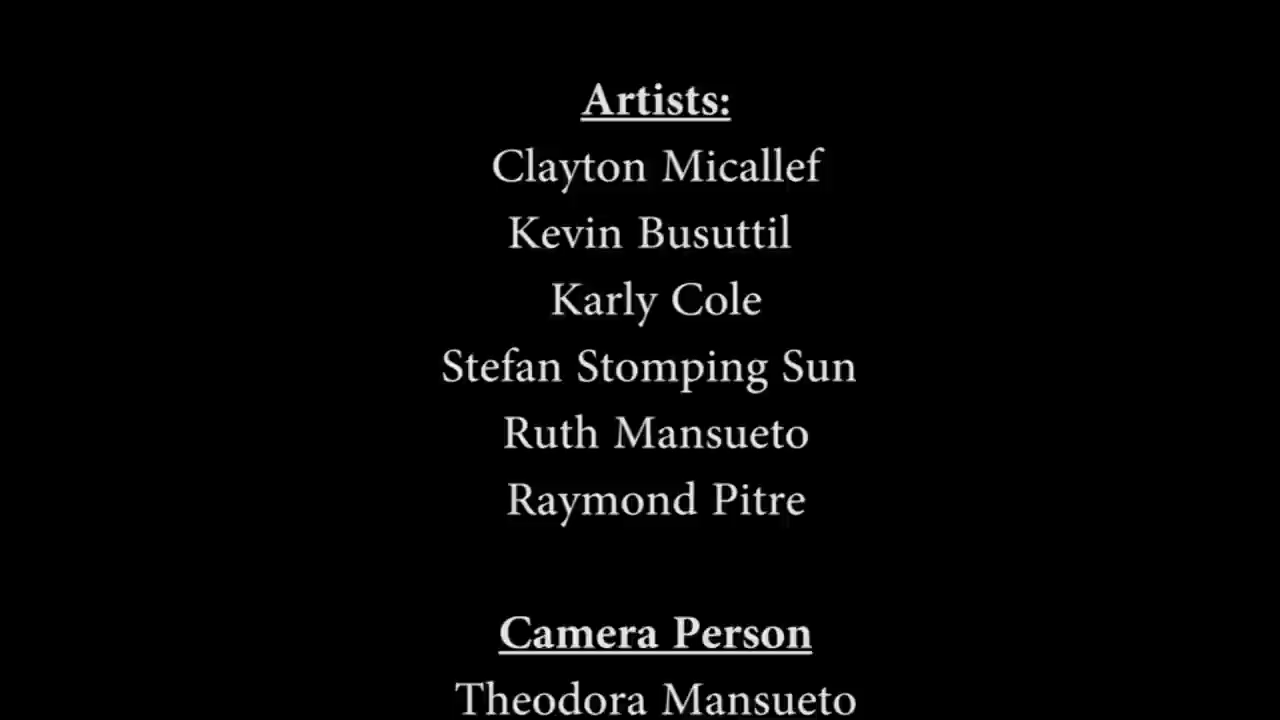 Artists:
Clayton Micallef
Kevin Busuttil
Karly Cole
Stefan Stomping Sun
Ruth Mansueto
Raymond Pitre
Camera Person
Theodora Mansueto